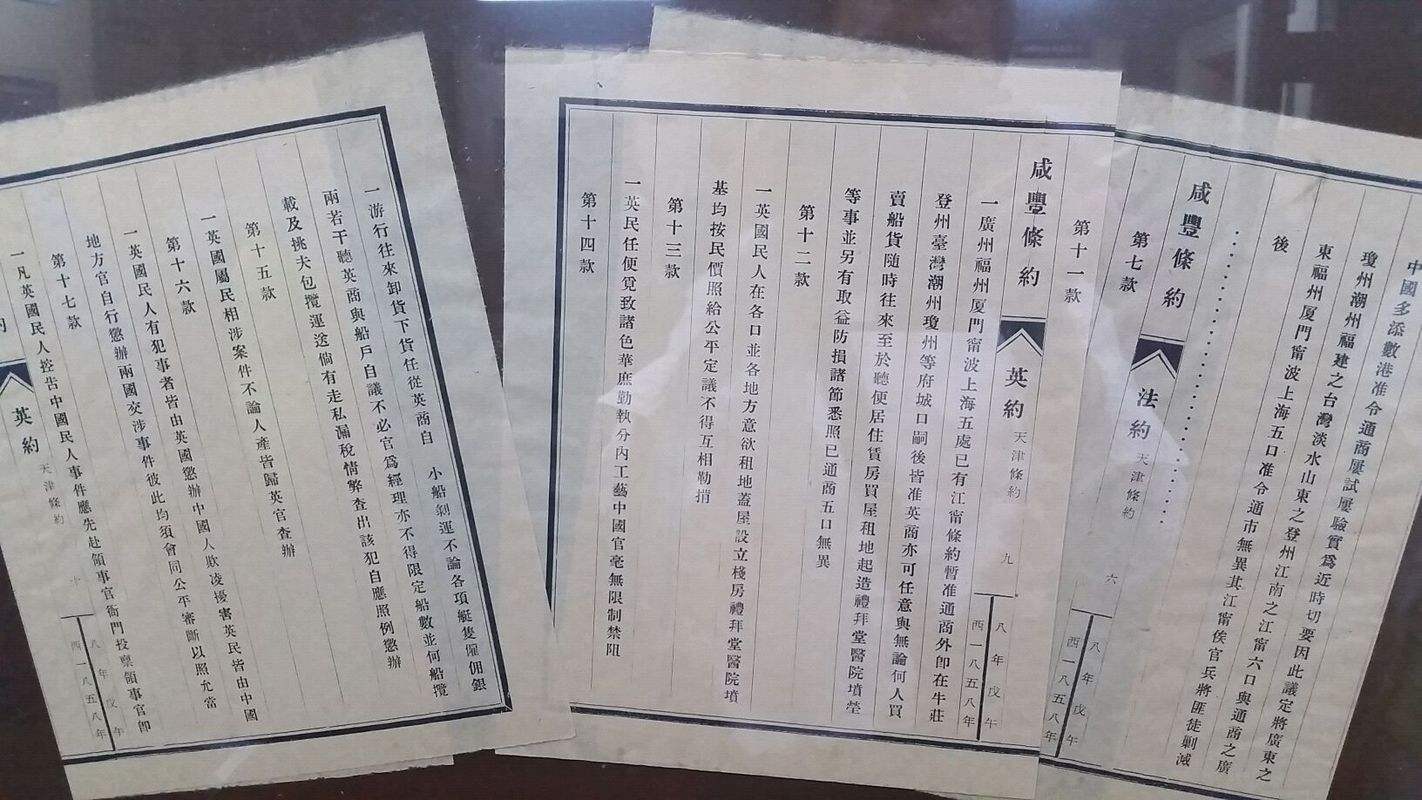 中國多添數港准令通商屢試屢驗實爲近時切要因此議定將廣東之
瓊州潮州福建之台灣淡水山東之登州江南之江甯六口與通商之廣
東福州厦門甯波上海五口准令通市無異其江甯俟官兵將匪徒剿滅
後
咸豐條約 法約 天津條約 六 八年戊午 西一八五八年
第七款
第十一款
咸豐條約 英約 天津條約 九 八年戊午 西一八五八年
一廣州福州厦門甯波上海五處已有江甯條約暫准通商外卽在牛莊
登州臺灣潮州瓊州等府城口嗣後皆准英商亦可任意與無論何人買
賣船貨隨時往來至於聽便居住賃房買屋租地起造禮拜堂醫院墳塋
等事並另有取益防損諸節悉照已通商五口無異
第十二款
一英國民人在各口並各地方意欲租地蓋屋設立棧房禮拜堂醫院墳
基均按民價照給公平定議不得互相勒掯
第十三款
一英民任便覓致諸色華庶勤執分內工藝中國官毫無限制禁阻
第十四款
一游行往來卸貨下貨任從英商自 小船剝運不論各項艇隻雇佣銀
兩若干聽英商與船戶自議不必官爲經理亦不得限定船數並何船攬
載及挑夫包攬運送倘有走私漏稅情弊查出該犯自應照例懲辦
第十五款
一英國屬民相涉案件不論人產皆歸英官查辦
第十六款
一英國民人有犯事者皆由英國懲辦中國人欺凌擾害英民皆由中國
地方官自行懲辦兩國交涉事件彼此均須會同公平審斷以照允當
第十七款
一凡英國民人控告中國民人事件應先赴領事官衙門投禀領事官卽
約 英約 天津條約 十 八年戊午 西一八五八年